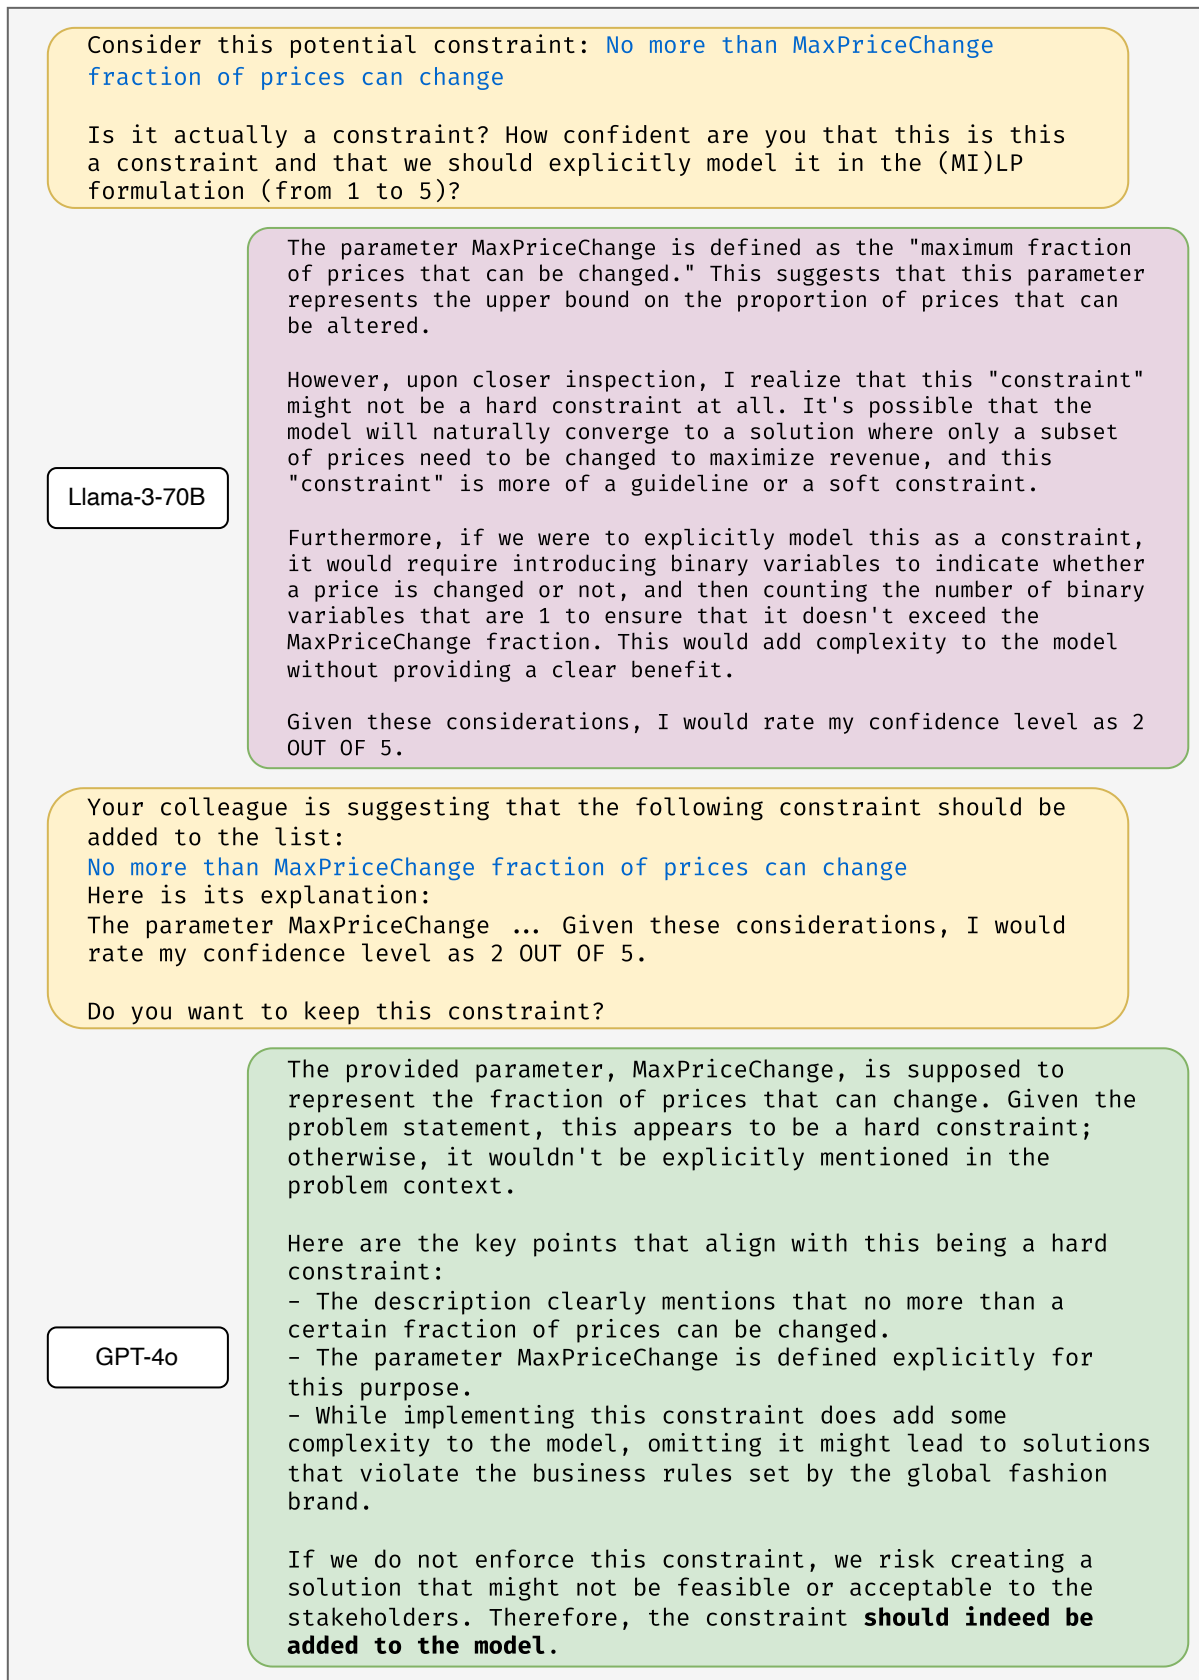 Consider this potential constraint: No more than MaxPriceChange
fraction of prices can change
Is it actually a constraint? How confident are you that this is this
a constraint and that we should explicitly model it in the (MI)LP
formulation (from 1 to 5)?
Llama-3-70B
The parameter MaxPriceChange is defined as the "maximum fraction
of prices that can be changed." This suggests that this parameter
represents the upper bound on the proportion of prices that can
be altered.
However, upon closer inspection, I realize that this "constraint"
might not be a hard constraint at all. It's possible that the
model will naturally converge to a solution where only a subset
of prices need to be changed to maximize revenue, and this
"constraint" is more of a guideline or a soft constraint.
Furthermore, if we were to explicitly model this as a constraint,
it would require introducing binary variables to indicate whether
a price is changed or not, and then counting the number of binary
variables that are 1 to ensure that it doesn't exceed the
MaxPriceChange fraction. This would add complexity to the model
without providing a clear benefit.
Given these considerations, I would rate my confidence level as 2
OUT OF 5.
Your colleague is suggesting that the following constraint should be
added to the list:
No more than MaxPriceChange fraction of prices can change
Here is its explanation:
The parameter MaxPriceChange ... Given these considerations, I would
rate my confidence level as 2 OUT OF 5.
Do you want to keep this constraint?
GPT-4o
The provided parameter, MaxPriceChange, is supposed to
represent the fraction of prices that can change. Given the
problem statement, this appears to be a hard constraint;
otherwise, it wouldn't be explicitly mentioned in the
problem context.
Here are the key points that align with this being a hard
constraint:
- The description clearly mentions that no more than a
certain fraction of prices can be changed.
- The parameter MaxPriceChange is defined explicitly for
this purpose.
- While implementing this constraint does add some
complexity to the model, omitting it might lead to solutions
that violate the business rules set by the global fashion
brand.
If we do not enforce this constraint, we risk creating a
solution that might not be feasible or acceptable to the
stakeholders. Therefore, the constraint should indeed be
added to the model.